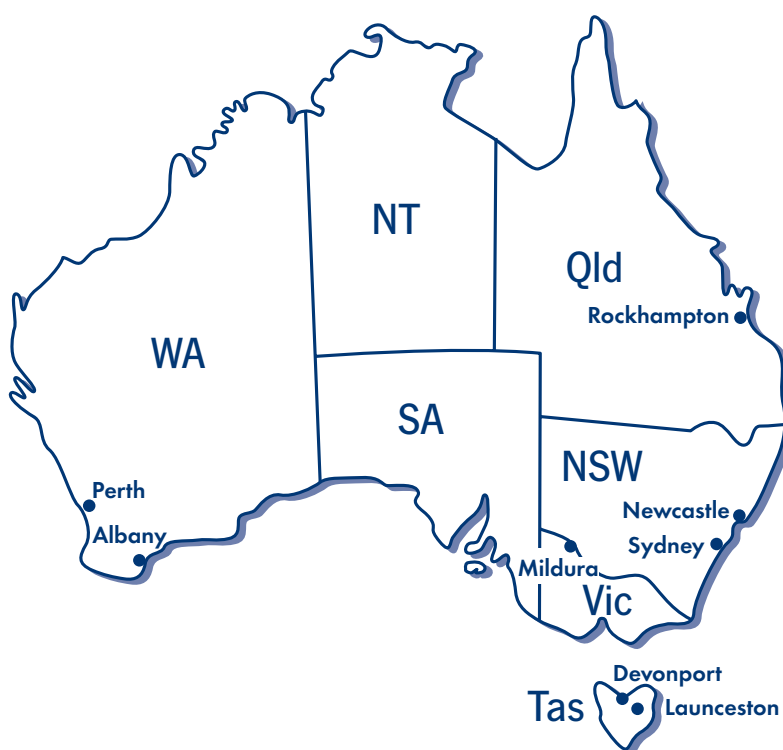 NT
Qld
Rockhampton
WA
SA
NSW
Perth
Newcastle
Albany
Sydney
Mildura
Vic
Devonport
Tas
Launceston